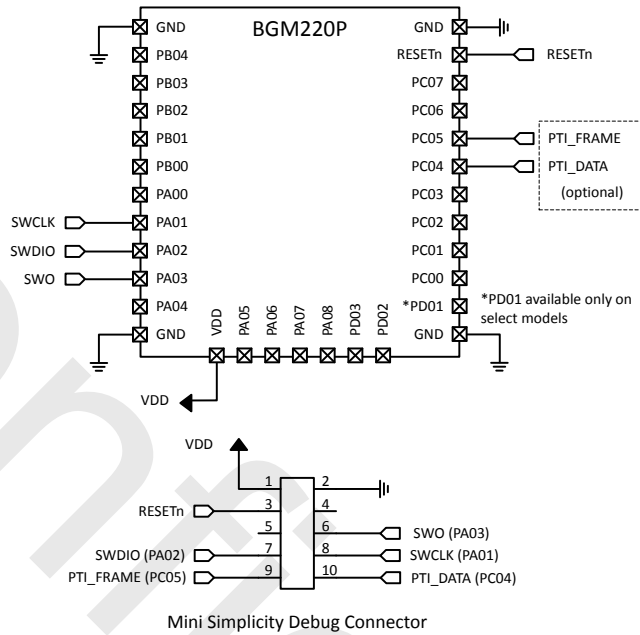 BGM220P
GND
PB04
PB03
PB02
PB01
PB00
PA00
SWCLK PA01
SWDIO PA02
SWO PA03
PA04
GND
GND
RESETn RESETn
PC07
PC06
PC05 PTI_FRAME
PC04 PTI_DATA
(optional)
PC03
PC02
PC01
PC00
*PD01
*PD01 available only on
select models
GND
VDD
PA05
PA06
PA07
PA08
PD03
PD02
VDD
VDD
1 2
RESETn 3 4
5 6 SWO (PA03)
SWDIO (PA02) 7 8 SWCLK (PA01)
PTI_FRAME (PC05) 9 10 PTI_DATA (PC04)
Mini Simplicity Debug Connector